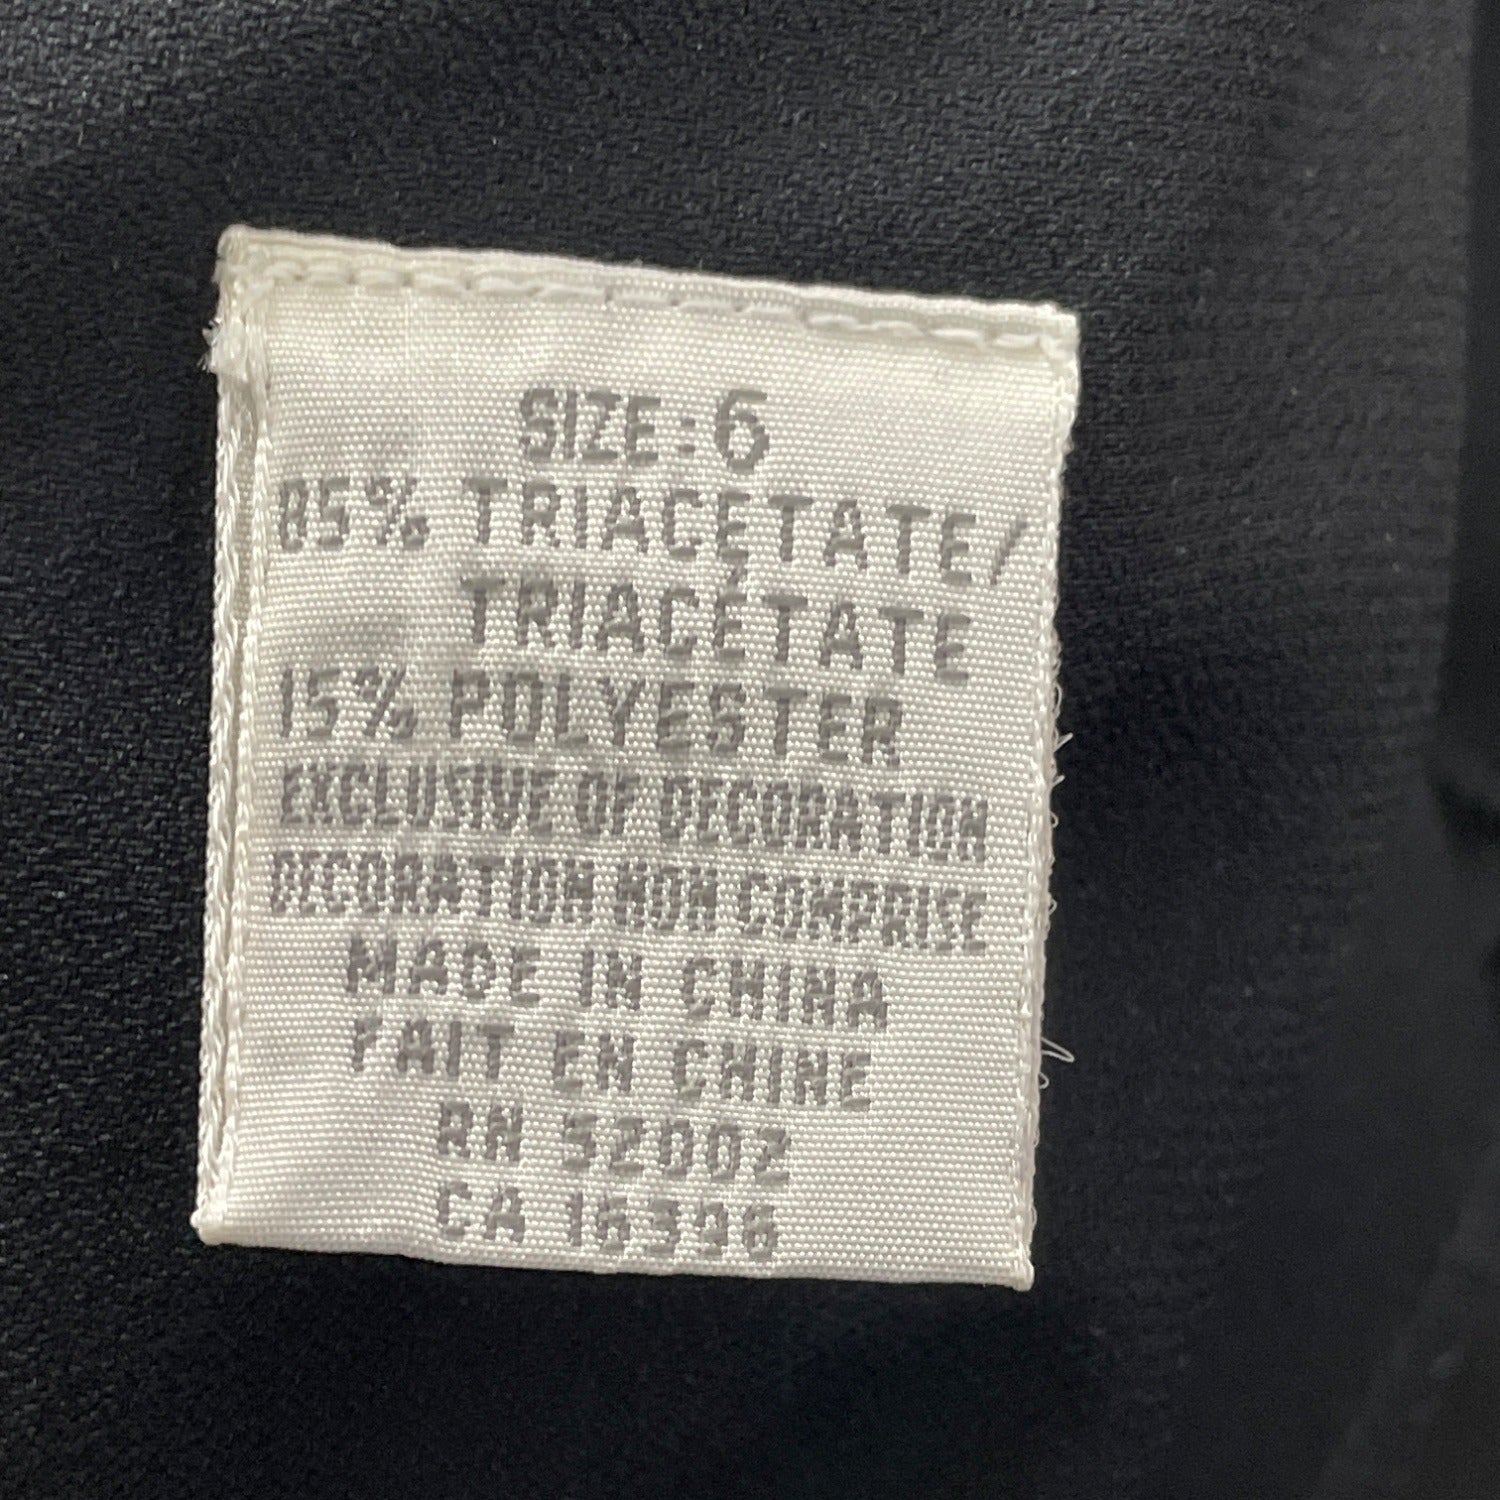 SIZE: 6
85% TRIACETATE/
TRIACÉTATE
15% POLYESTER
EXCLUSIVE OF DECORATION
DECORATION NON COMPRISE
MADE IN CHINA
FAIT EN CHINE
RN 52002
CA 15396